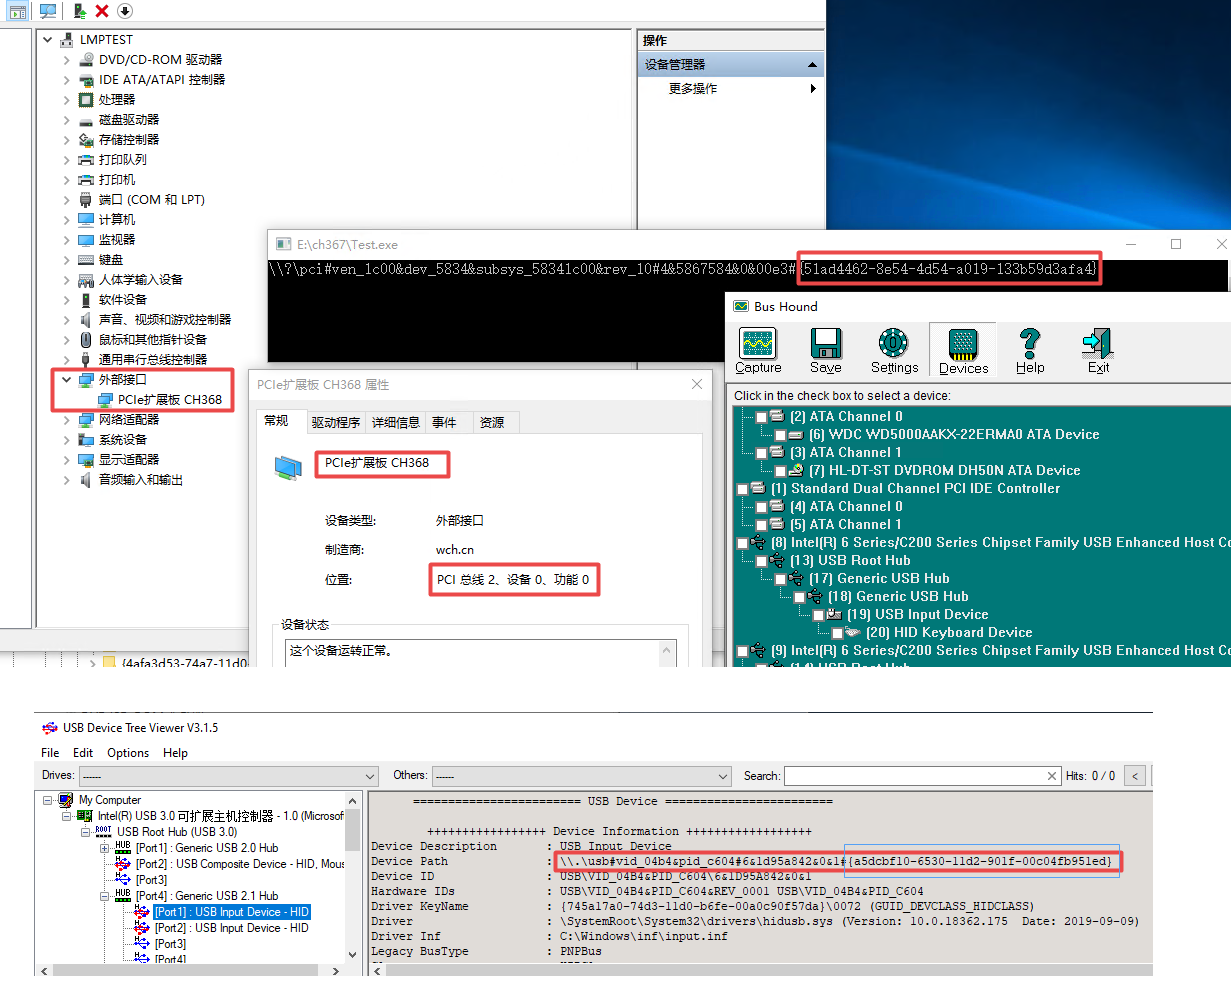 LMPTEST
DVD/CD-ROM 驱动器
IDE ATA/ATAPI 控制器
处理器
磁盘驱动器
存储控制器
打印队列
打印机
端口 (COM 和 LPT)
计算机
监视器
键盘
人体学输入设备
软件设备
声音、视频和游戏控制器
鼠标和其他指针设备
通用串行总线控制器
外部接口
PCIe扩展板 CH368
网络适配器
系统设备
显示适配器
音频输入和输出
操作
设备管理器
更多操作
E:\ch367\Test.exe
\\?\pci#ven_1c00&dev_5834&subsys_58341c00&rev_10#4&5867584&0&00e3#{51ad4462-8e54-4d54-a019-133b59d3afa4}
PCIe扩展板 CH368 属性
常规 驱动程序 详细信息 事件 资源
PCIe扩展板 CH368
设备类型: 外部接口
制造商: wch.cn
位置: PCI 总线 2、设备 0、功能 0
设备状态
这个设备运转正常。
{4afa3d53-74a7-11d0
Bus Hound
Capture Save Settings Devices Help Exit
Click in the check box to select a device:
(2) ATA Channel 0
(6) WDC WD5000AAKX-22ERMA0 ATA Device
(3) ATA Channel 1
(7) HL-DT-ST DVDROM DH50N ATA Device
(1) Standard Dual Channel PCI IDE Controller
(4) ATA Channel 0
(5) ATA Channel 1
(8) Intel(R) 6 Series/C200 Series Chipset Family USB Enhanced Host Co
(13) USB Root Hub
(17) Generic USB Hub
(18) Generic USB Hub
(19) USB Input Device
(20) HID Keyboard Device
(9) Intel(R) 6 Series/C200 Series Chipset Family USB Enhanced Host Co
(14) USB Root Hub
USB Device Tree Viewer V3.1.5
File Edit Options Help
Drives: ------ Others: ------ Search: Hits: 0 / 0 <
My Computer
Intel(R) USB 3.0 可扩展主机控制器 - 1.0 (Microsof
USB Root Hub (USB 3.0)
[Port1] : Generic USB 2.0 Hub
[Port2] : USB Composite Device - HID, Mous
[Port3]
[Port4] : Generic USB 2.1 Hub
[Port1] : USB Input Device - HID
[Port2] : USB Input Device - HID
[Port3]
[Port4]
======================== USB Device ========================
+++++++++++++++++ Device Information ++++++++++++++++++
Device Description : USB Input Device
Device Path : \\.\usb#vid_04b4&pid_c604#6&1d95a842&0&1#{a5dcbf10-6530-11d2-901f-00c04fb951ed}
Device ID : USB\VID_04B4&PID_C604\6&1D95A842&0&1
Hardware IDs : USB\VID_04B4&PID_C604&REV_0001 USB\VID_04B4&PID_C604
Driver KeyName : {745a17a0-74d3-11d0-b6fe-00a0c90f57da}\0072 (GUID_DEVCLASS_HIDCLASS)
Driver : \SystemRoot\System32\drivers\hidusb.sys (Version: 10.0.18362.175 Date: 2019-09-09)
Driver Inf : C:\Windows\inf\input.inf
Legacy BusType : PNPBus